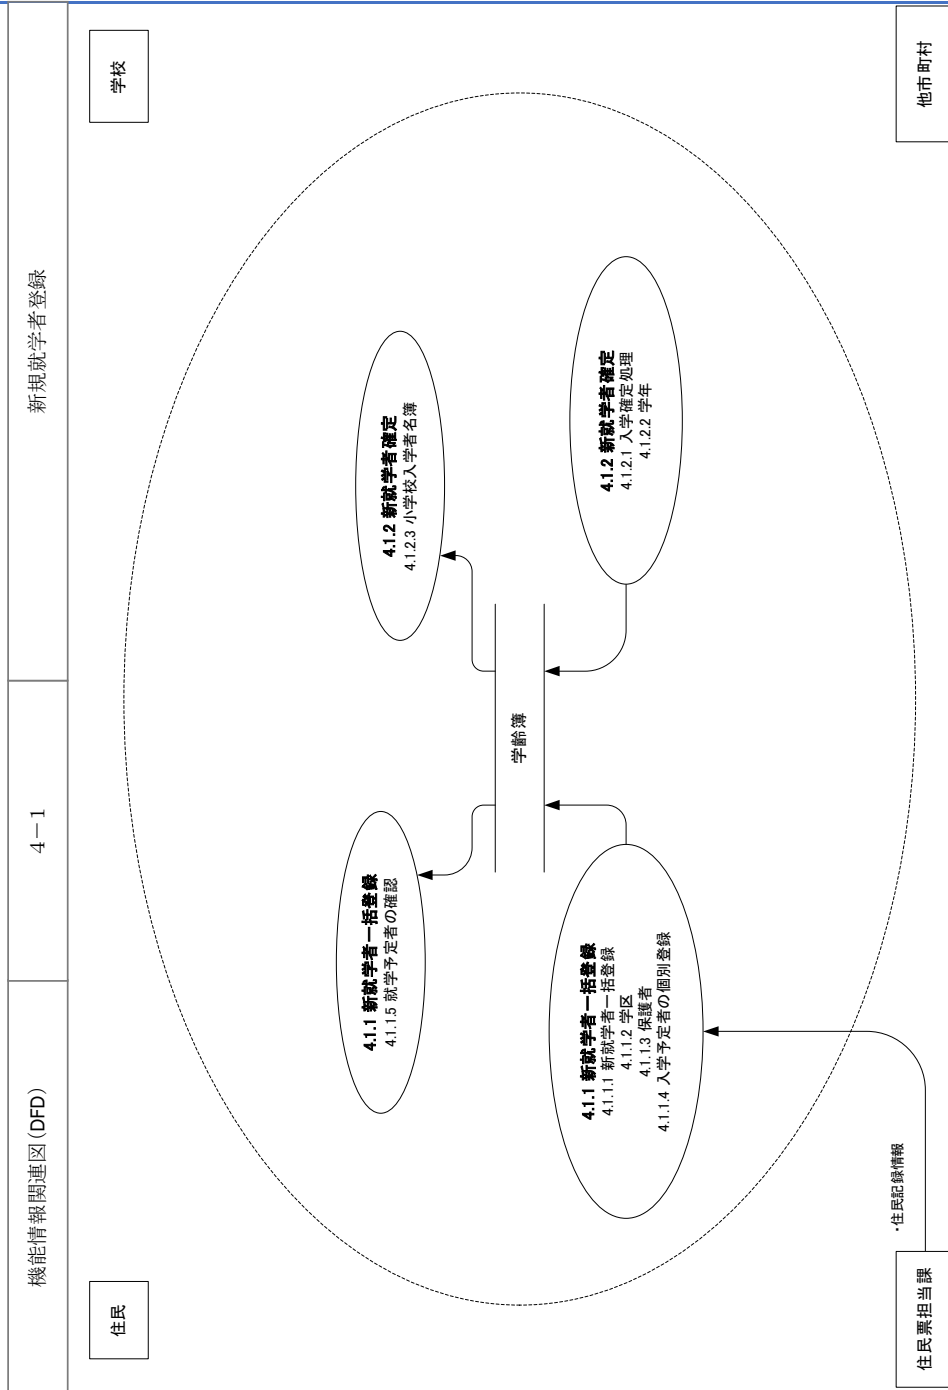 機能情報関連図(DFD)
4－1
新規就学者登録
住民
学校
4.1.1 新就学者一括登録
4.1.1.5 就学予定者の確認
4.1.2 新就学者確定
4.1.2.3 小学校入学者名簿
学齢簿
4.1.1 新就学者一括登録
4.1.1.1 新就学者一括登録
4.1.1.2 学区
4.1.1.3 保護者
4.1.1.4 入学予定者の個別登録
4.1.2 新就学者確定
4.1.2.1 入学確定処理
4.1.2.2 学年
・住民記録情報
住民票担当課
他市町村